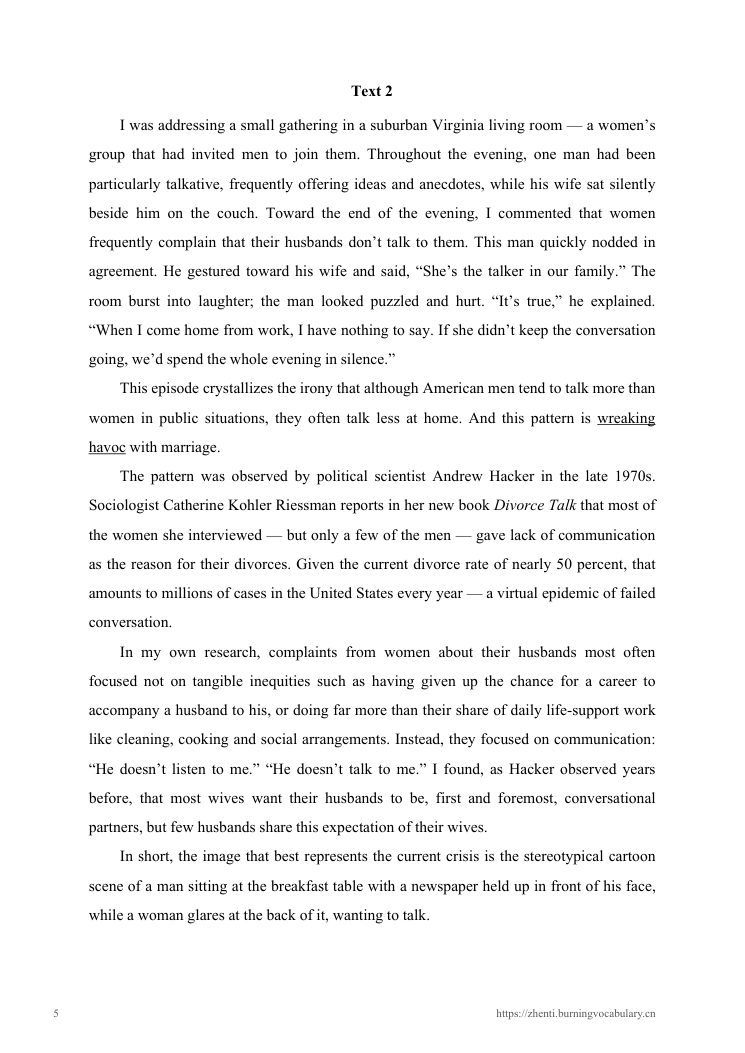 Text 2
I was addressing a small gathering in a suburban Virginia living room — a women’s
group that had invited men to join them. Throughout the evening, one man had been
particularly talkative, frequently offering ideas and anecdotes, while his wife sat silently
beside him on the couch. Toward the end of the evening, I commented that women
frequently complain that their husbands don’t talk to them. This man quickly nodded in
agreement. He gestured toward his wife and said, “She’s the talker in our family.” The
room burst into laughter; the man looked puzzled and hurt. “It’s true,” he explained.
“When I come home from work, I have nothing to say. If she didn’t keep the conversation
going, we’d spend the whole evening in silence.”
This episode crystallizes the irony that although American men tend to talk more than
women in public situations, they often talk less at home. And this pattern is wreaking
havoc with marriage.
The pattern was observed by political scientist Andrew Hacker in the late 1970s.
Sociologist Catherine Kohler Riessman reports in her new book Divorce Talk that most of
the women she interviewed — but only a few of the men — gave lack of communication
as the reason for their divorces. Given the current divorce rate of nearly 50 percent, that
amounts to millions of cases in the United States every year — a virtual epidemic of failed
conversation.
In my own research, complaints from women about their husbands most often
focused not on tangible inequities such as having given up the chance for a career to
accompany a husband to his, or doing far more than their share of daily life-support work
like cleaning, cooking and social arrangements. Instead, they focused on communication:
“He doesn’t listen to me.” “He doesn’t talk to me.” I found, as Hacker observed years
before, that most wives want their husbands to be, first and foremost, conversational
partners, but few husbands share this expectation of their wives.
In short, the image that best represents the current crisis is the stereotypical cartoon
scene of a man sitting at the breakfast table with a newspaper held up in front of his face,
while a woman glares at the back of it, wanting to talk.
5
https://zhenti.burningvocabulary.cn